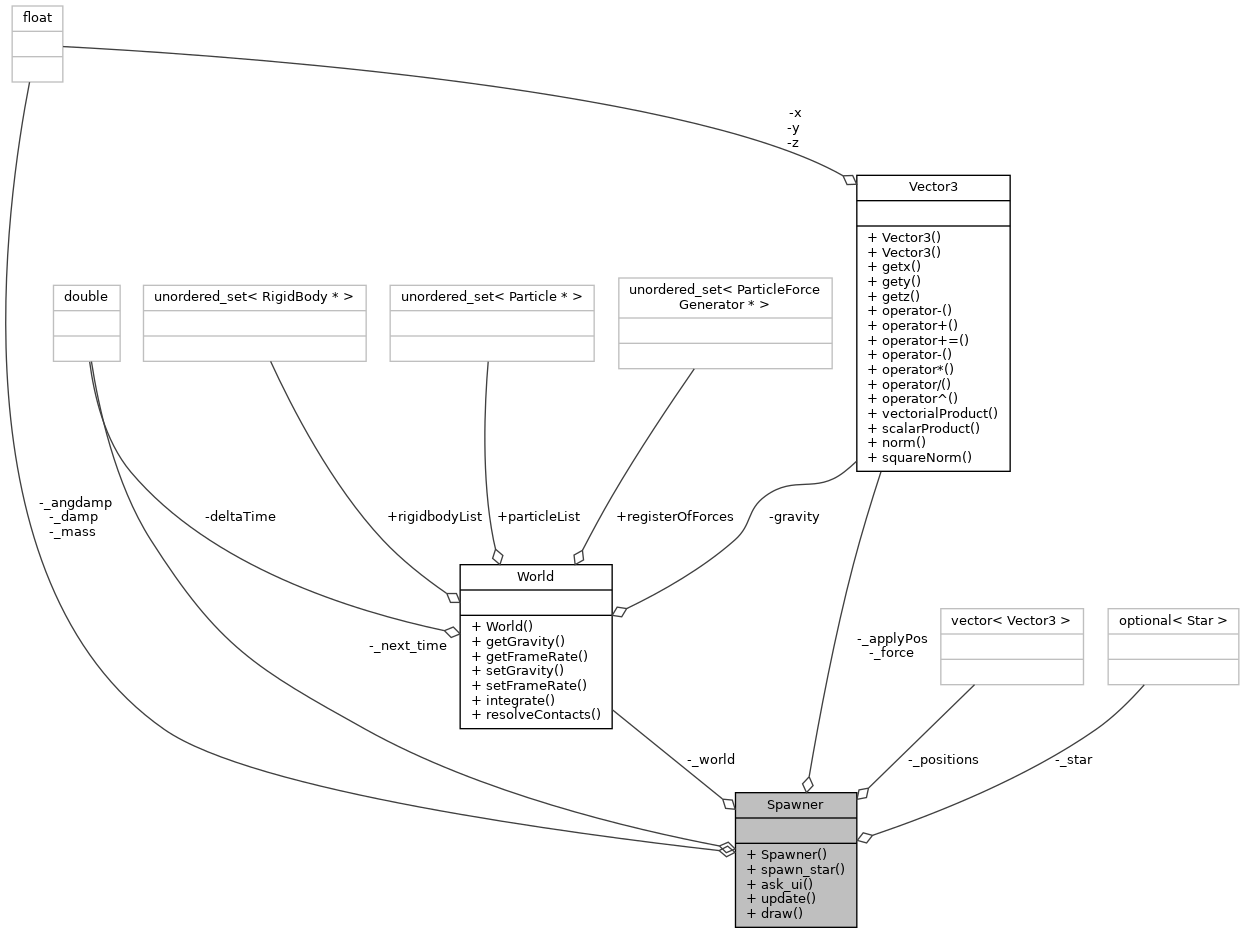 float
-x
-y
-z
Vector3
+ Vector3()
+ Vector3()
+ getx()
+ gety()
+ getz()
+ operator-()
+ operator+()
+ operator+=()
+ operator-()
+ operator*()
+ operator/()
+ operator^()
+ vectorialProduct()
+ scalarProduct()
+ norm()
+ squareNorm()
double
unordered_set< RigidBody * >
unordered_set< Particle * >
unordered_set< ParticleForce
Generator * >
-_angdamp
-_damp
-_mass
-deltaTime
+rigidbodyList
+particleList
+registerOfForces
-gravity
World
+ World()
+ getGravity()
+ getFrameRate()
+ setGravity()
+ setFrameRate()
+ integrate()
+ resolveContacts()
-_next_time
-_applyPos
-_force
vector< Vector3 >
optional< Star >
-_world
-_positions
-_star
Spawner
+ Spawner()
+ spawn_star()
+ ask_ui()
+ update()
+ draw()